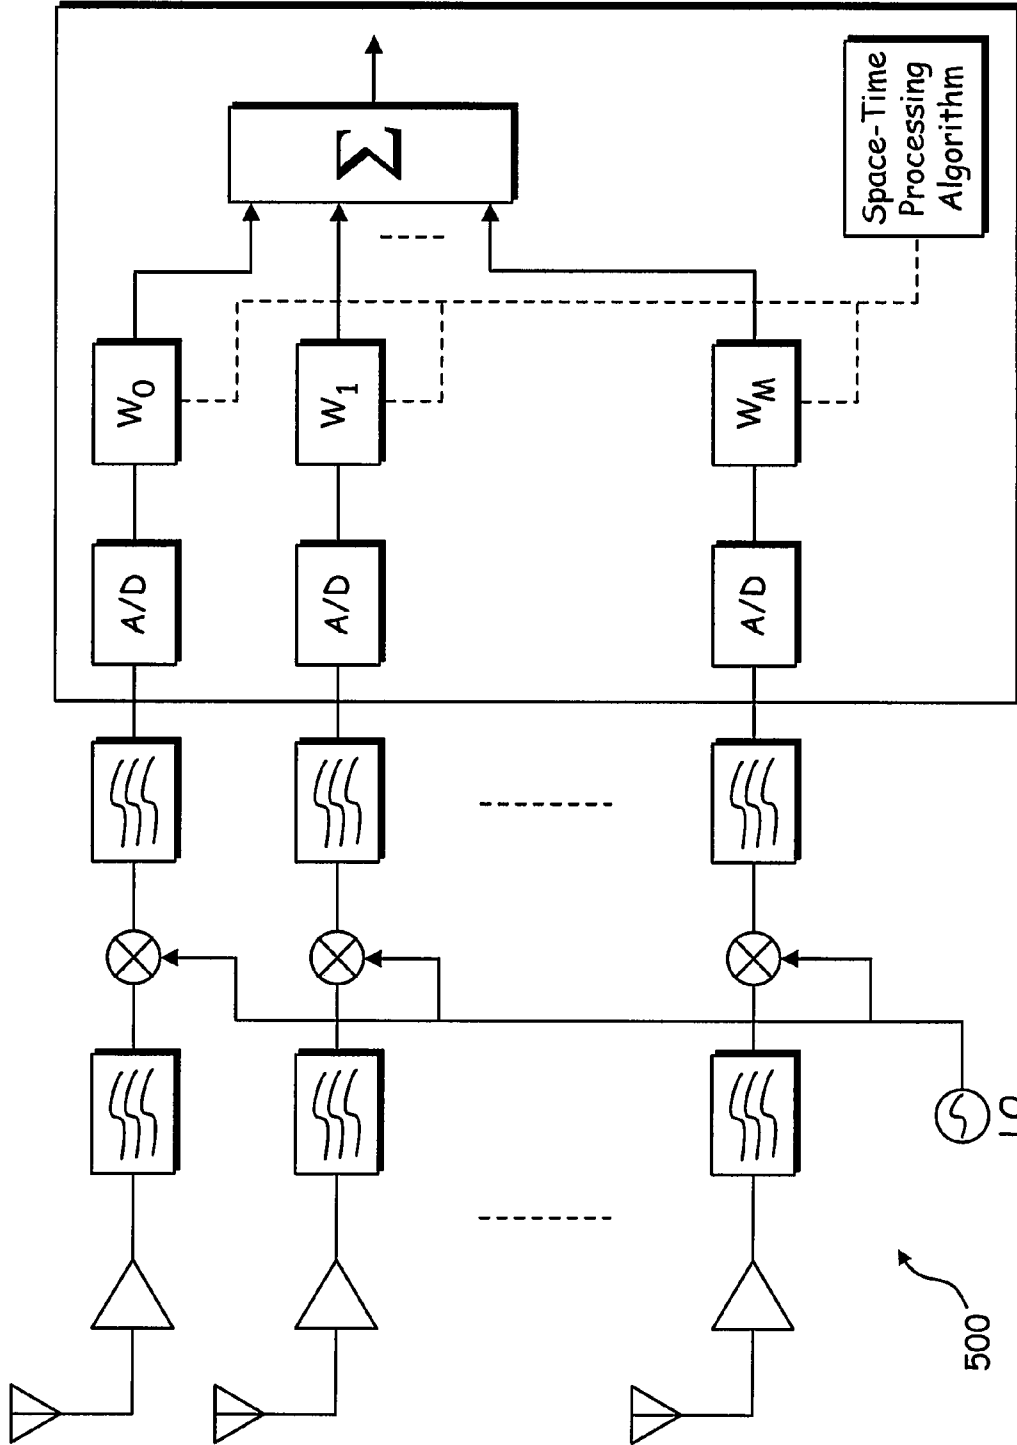 A/D
W0
A/D
W1
A/D
WM
Σ
Space-Time
Processing
Algorithm
LO
500